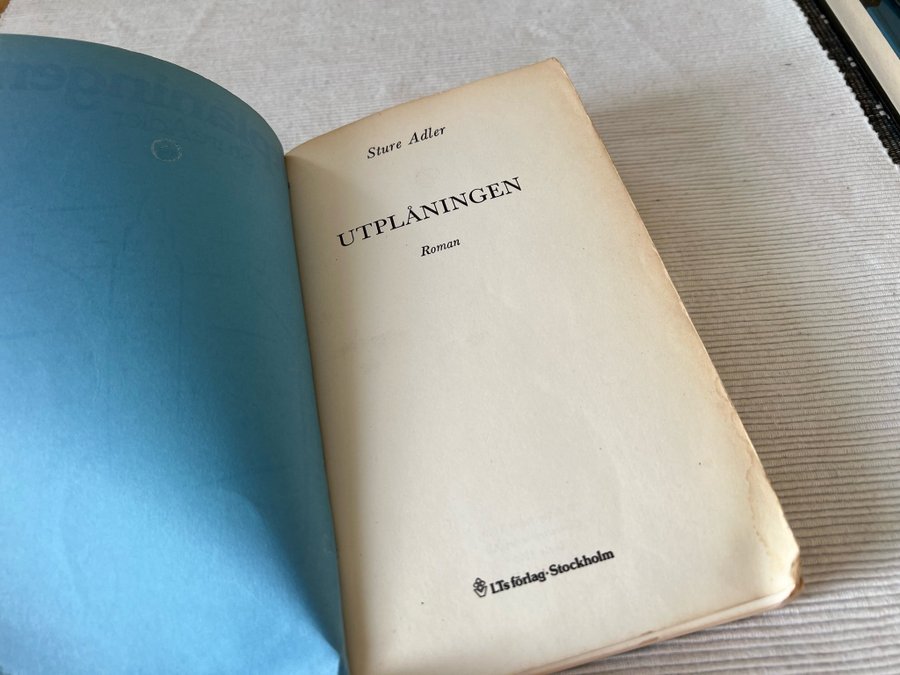 Sture Adler
UTPLÅNINGEN
Roman
LTs förlag · Stockholm